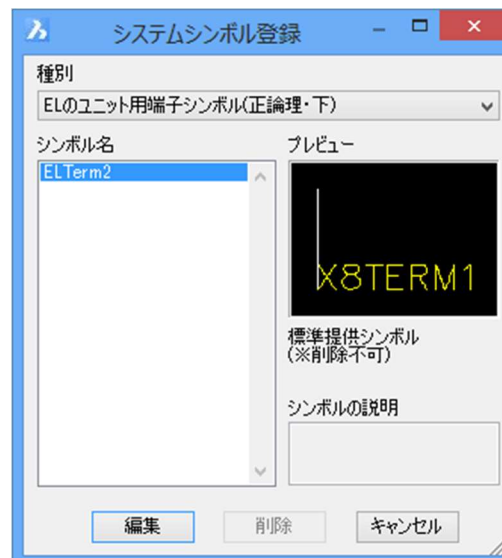 システムシンボル登録
種別
ELのユニット用端子シンボル(正論理・下)
シンボル名
プレビュー
ELTerm2
X8TERM1
標準提供シンボル
(※削除不可)
シンボルの説明
編集
削除
キャンセル